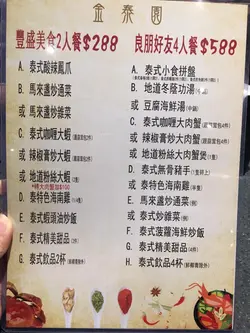 金泰園
豐盛美食2人餐$288
A. 泰式酸辣鳳爪
B. 馬來盞炒通菜
或 馬來盞炒雜菜
C. 泰式咖喱大蝦
或 辣椒膏炒大蝦
或 地道粉絲大蝦
*轉大肉蟹加$100
D. 泰特色海南雞
E. 泰式蝦頭油炒飯
F. 泰式精美甜品
G. 泰式飲品2杯
良朋好友4人餐$588
A. 泰式小食拼盤
B. 地道冬蔭功湯
或 豆腐海鮮湯
C. 泰式咖喱大肉蟹
或 辣椒膏炒大肉蟹
或 地道粉絲大肉蟹煲
D. 泰式無骨豬手
或 泰特色海南雞
E. 馬來盞炒通菜
或 泰式炒雜菜
F. 泰式菠蘿海鮮炒飯
G. 泰式精美甜品
H. 泰式飲品4杯